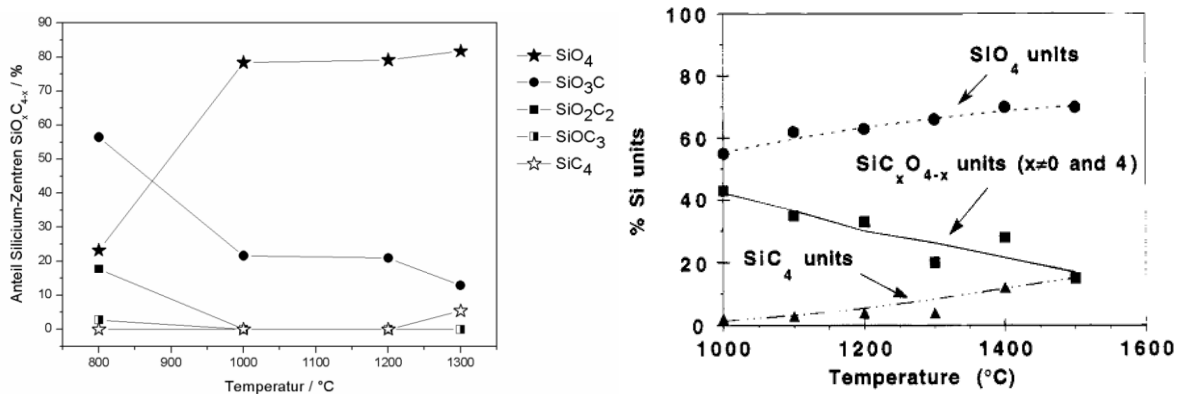 Anteil Silicium-Zentren SiOxC4-x / %
90
80
70
60
50
40
30
20
10
0
800
900
1000
1100
1200
1300
Temperatur / °C
SiO4
SiO3C
SiO2C2
SiOC3
SiC4
% Si units
100
80
60
40
20
0
SiO4 units
SiCxO4-x units (x≠0 and 4)
SiC4 units
1000
1200
1400
1600
Temperature (°C)